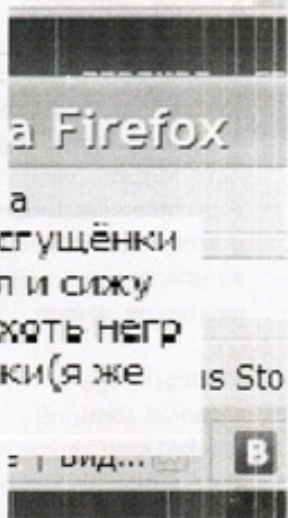 a Firefox
а
сгущёнки
л и сижу
хоть негр
ки(я же
is Sto
Вид...
B